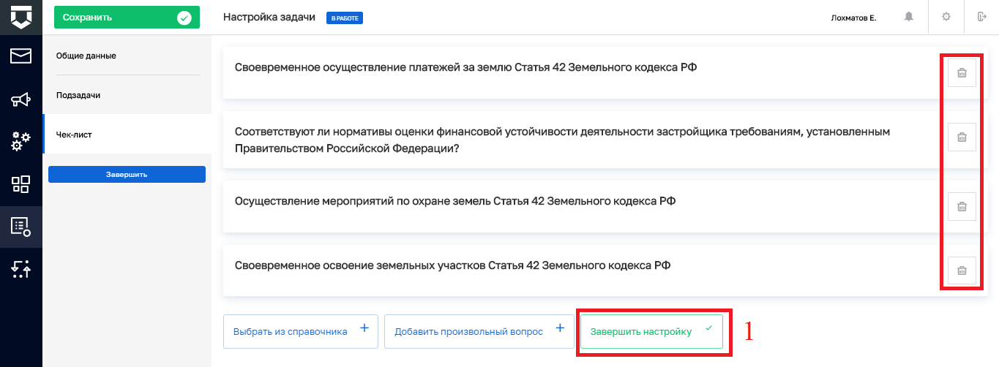 Сохранить
Настройка задачи
В РАБОТЕ
Лохматов Е.
Общие данные
Подзадачи
Чек-лист
Завершить
Своевременное осуществление платежей за землю Статья 42 Земельного кодекса РФ
Соответствуют ли нормативы оценки финансовой устойчивости деятельности застройщика требованиям, установленным
Правительством Российской Федерации?
Осуществление мероприятий по охране земель Статья 42 Земельного кодекса РФ
Своевременное освоение земельных участков Статья 42 Земельного кодекса РФ
Выбрать из справочника +
Добавить произвольный вопрос +
Завершить настройку
1